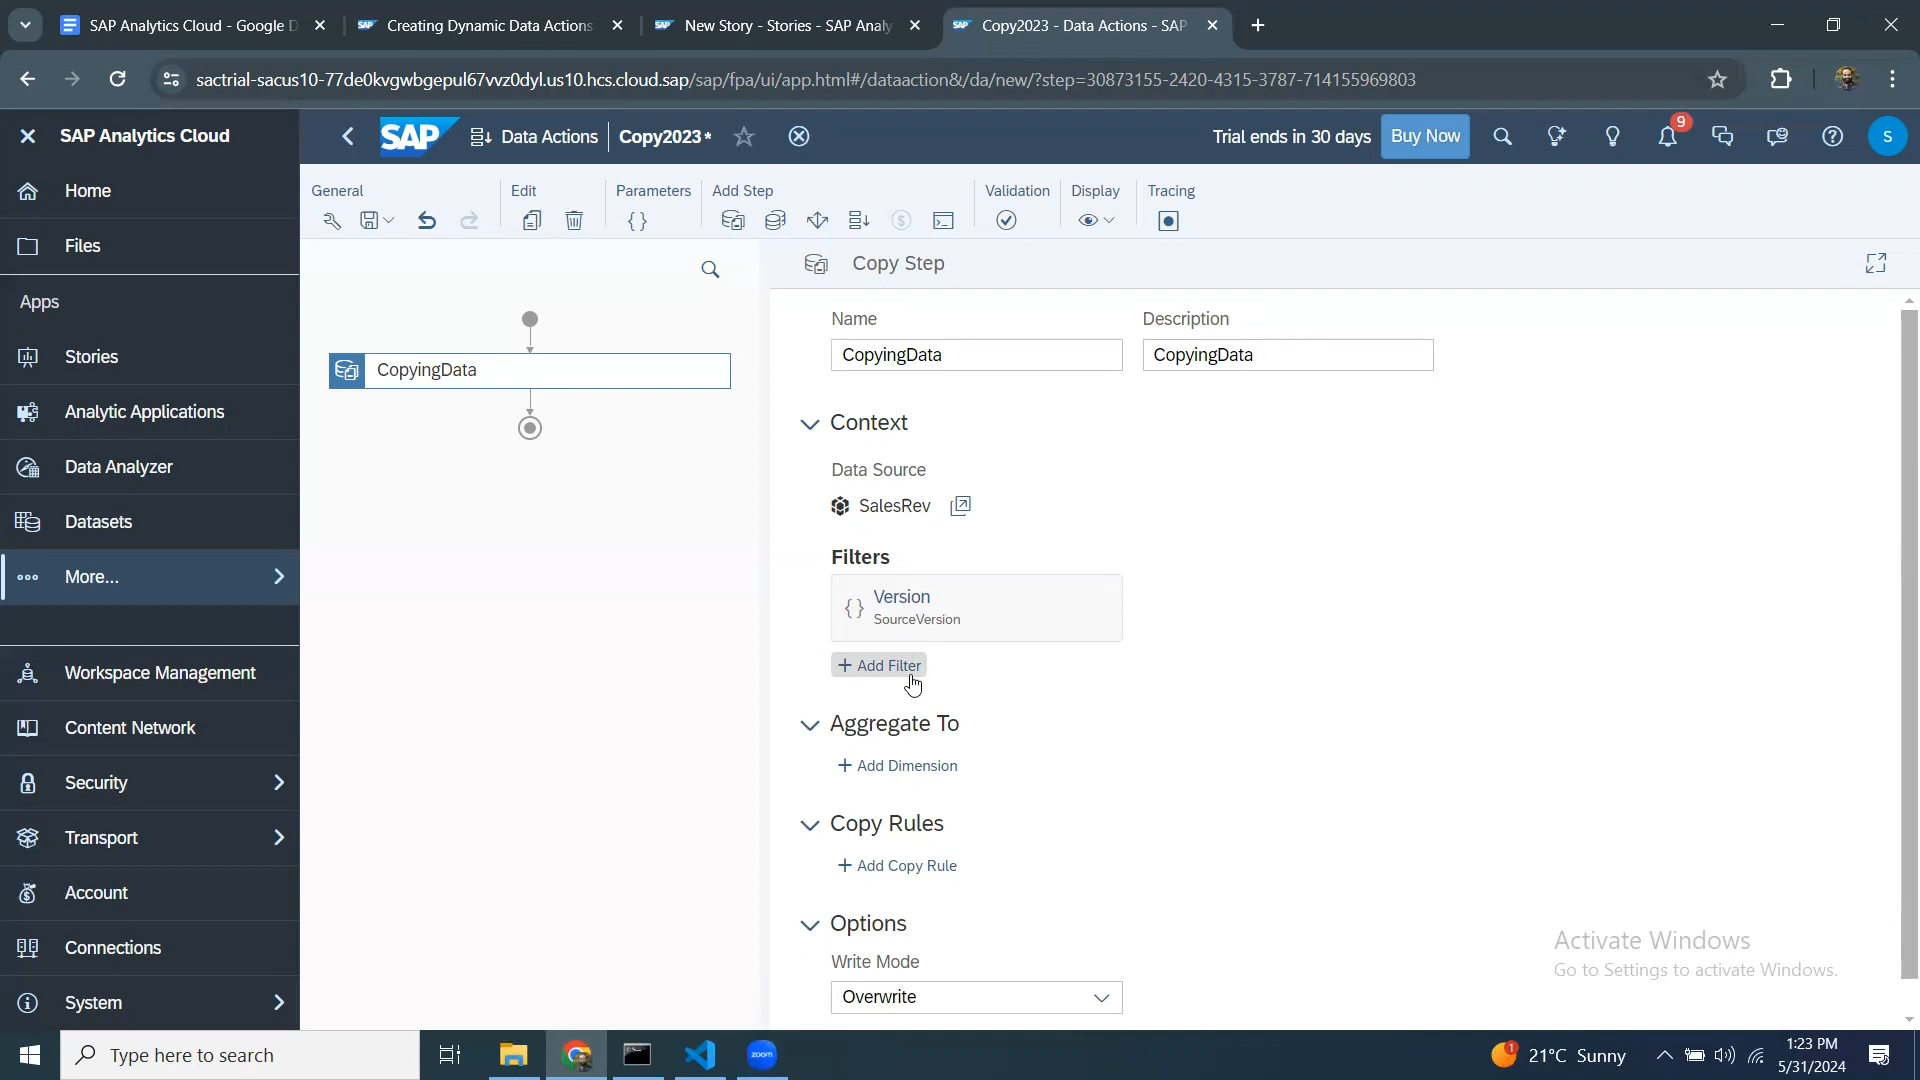 SAP Analytics Cloud - Google D
Creating Dynamic Data Actions
New Story - Stories - SAP Analy
Copy2023 - Data Actions - SAP
sactrial-sacus10-77de0kvgwbgepul67vvz0dyl.us10.hcs.cloud.sap/sap/fpa/ui/app.html#/dataaction&/da/new/?step=30873155-2420-4315-3787-714155969803
SAP Analytics Cloud
SAP
Data Actions
Copy2023*
Trial ends in 30 days
Buy Now
9
S
Home
Files
Apps
Stories
Analytic Applications
Data Analyzer
Datasets
More...
Workspace Management
Content Network
Security
Transport
Account
Connections
System
General
Edit
Parameters
Add Step
Validation
Display
Tracing
CopyingData
Copy Step
Name
Description
CopyingData
CopyingData
Context
Data Source
SalesRev
Filters
Version
SourceVersion
+ Add Filter
Aggregate To
+ Add Dimension
Copy Rules
+ Add Copy Rule
Options
Write Mode
Overwrite
Activate Windows
Go to Settings to activate Windows.
Type here to search
zoom
1
21°C Sunny
1:23 PM
5/31/2024